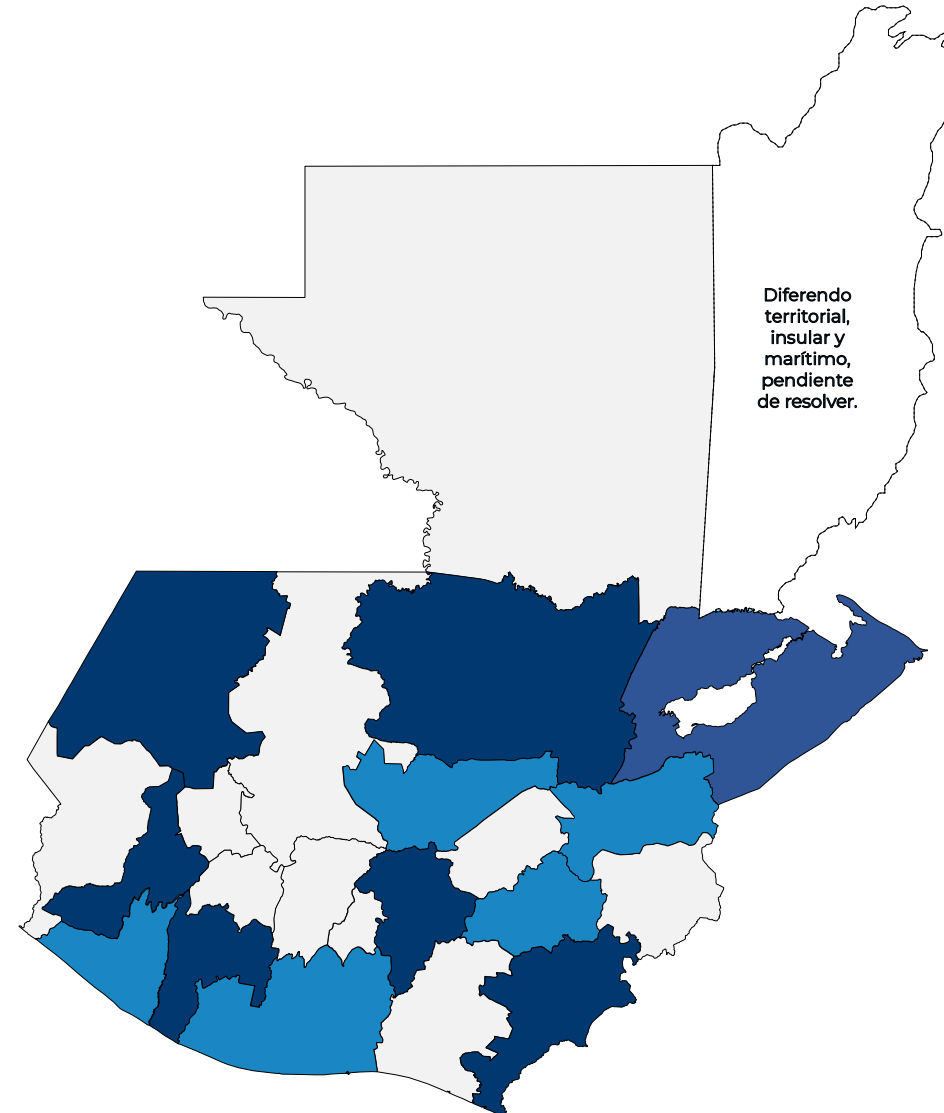 Diferendo
territorial,
insular y
marítimo,
pendiente
de resolver.